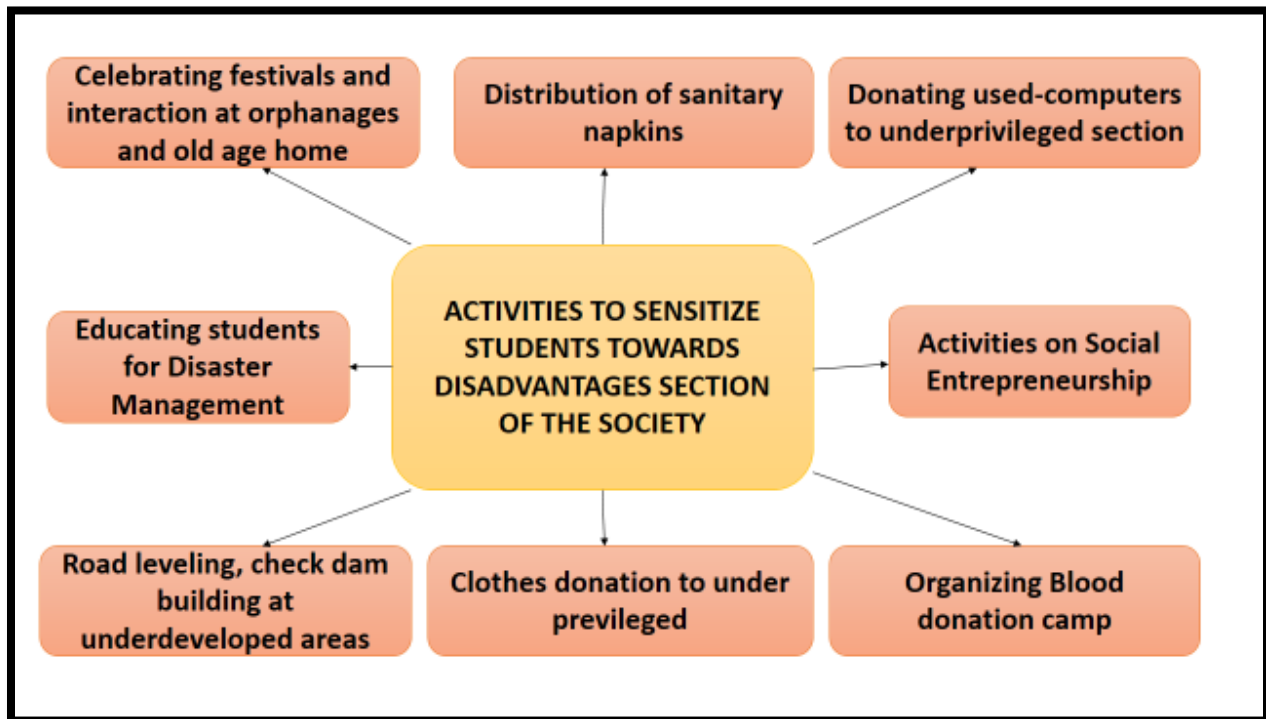 Celebrating festivals and
interaction at orphanages
and old age home
Distribution of sanitary
napkins
Donating used-computers
to underprivileged section
Educating students
for Disaster
Management
ACTIVITIES TO SENSITIZE
STUDENTS TOWARDS
DISADVANTAGES SECTION
OF THE SOCIETY
Activities on Social
Entrepreneurship
Road leveling, check dam
building at
underdeveloped areas
Clothes donation to under
previleged
Organizing Blood
donation camp